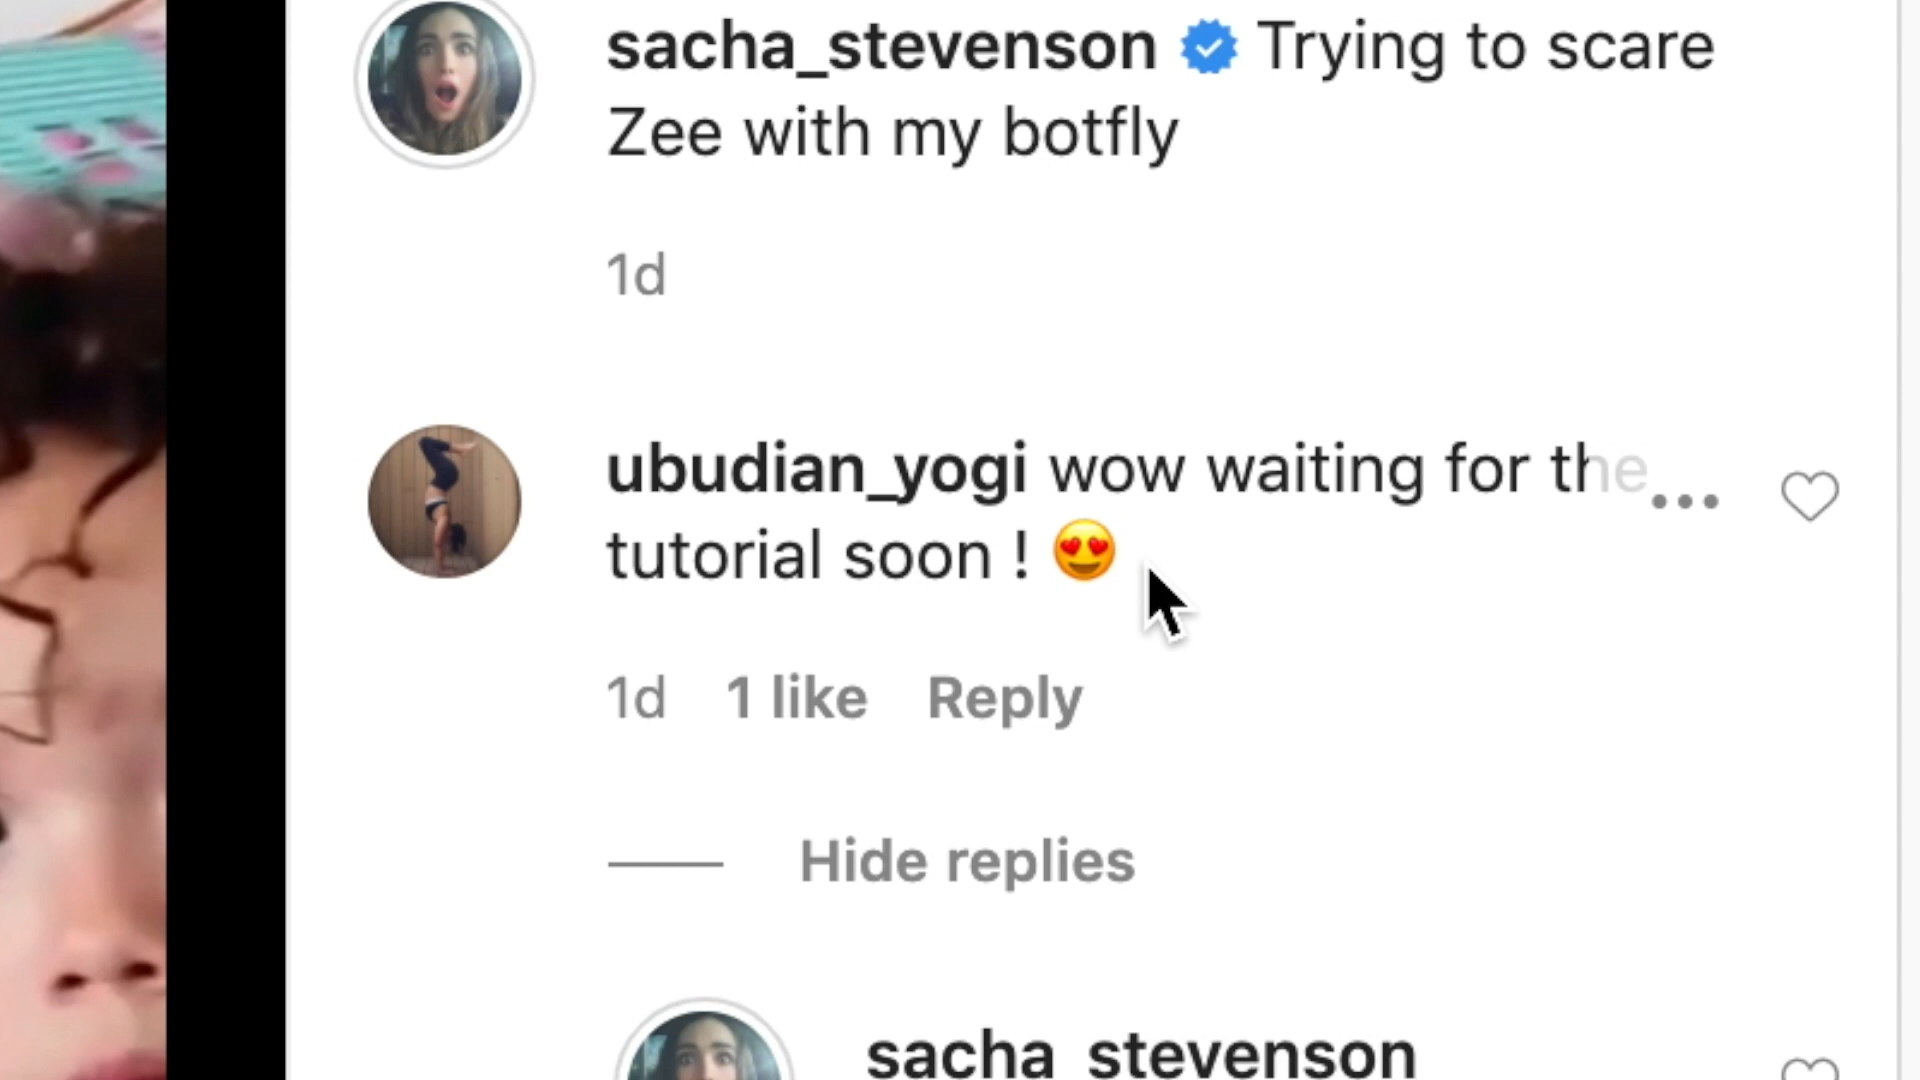 sacha_stevenson Trying to scare
Zee with my botfly
1d
ubudian_yogi wow waiting for the
tutorial soon ! 😍
1d 1 like Reply
Hide replies
sacha_stevenson